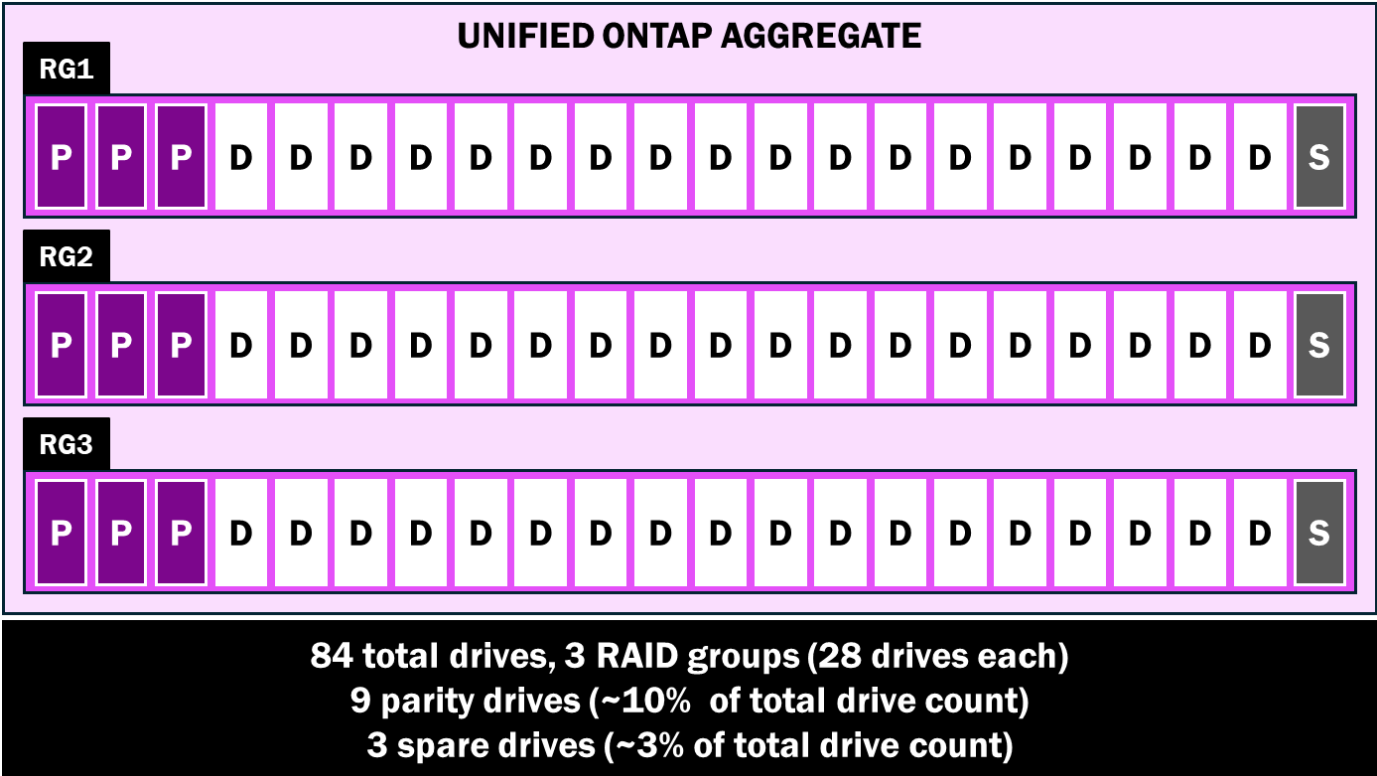 UNIFIED ONTAP AGGREGATE
RG1
P P P D D D D D D D D D D D D D D D D D D S
RG2
P P P D D D D D D D D D D D D D D D D D D S
RG3
P P P D D D D D D D D D D D D D D D D D D S
84 total drives, 3 RAID groups (28 drives each)
9 parity drives (~10% of total drive count)
3 spare drives (~3% of total drive count)